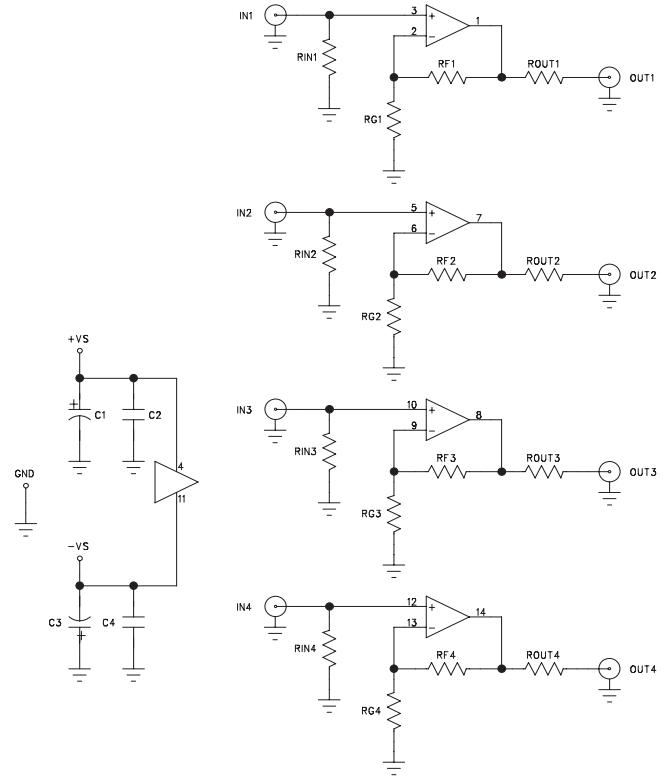 IN1
3
+
1
2
−
RIN1
RF1
ROUT1
OUT1
RG1
IN2
5
+
7
6
−
RIN2
RF2
ROUT2
OUT2
RG2
+VS
+
C1
C2
GND
4
11
−VS
C3
+
C4
IN3
10
+
8
9
−
RIN3
RF3
ROUT3
OUT3
RG3
IN4
12
+
14
13
−
RIN4
RF4
ROUT4
OUT4
RG4